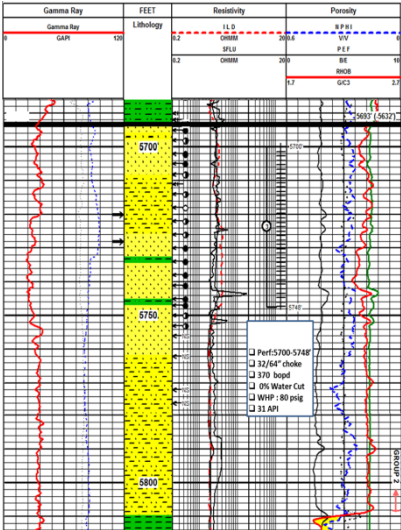 Gamma Ray FEET Resistivity Porosity
Gamma Ray
0 GAPI 120
Lithology
ILD
0.2 OHMM 20
SFLU
0.2 OHMM 20
NPHI
0.6 V/V 0
PEF
0 B/E 10
RHOB
1.7 G/C3 2.7
5693' (-5632')
5700
5700'
5750
5748'
Perf:5700-5748'
32/64" choke
370 bopd
0% Water Cut
WHP : 80 psig
31 API
5800
GROUP 2